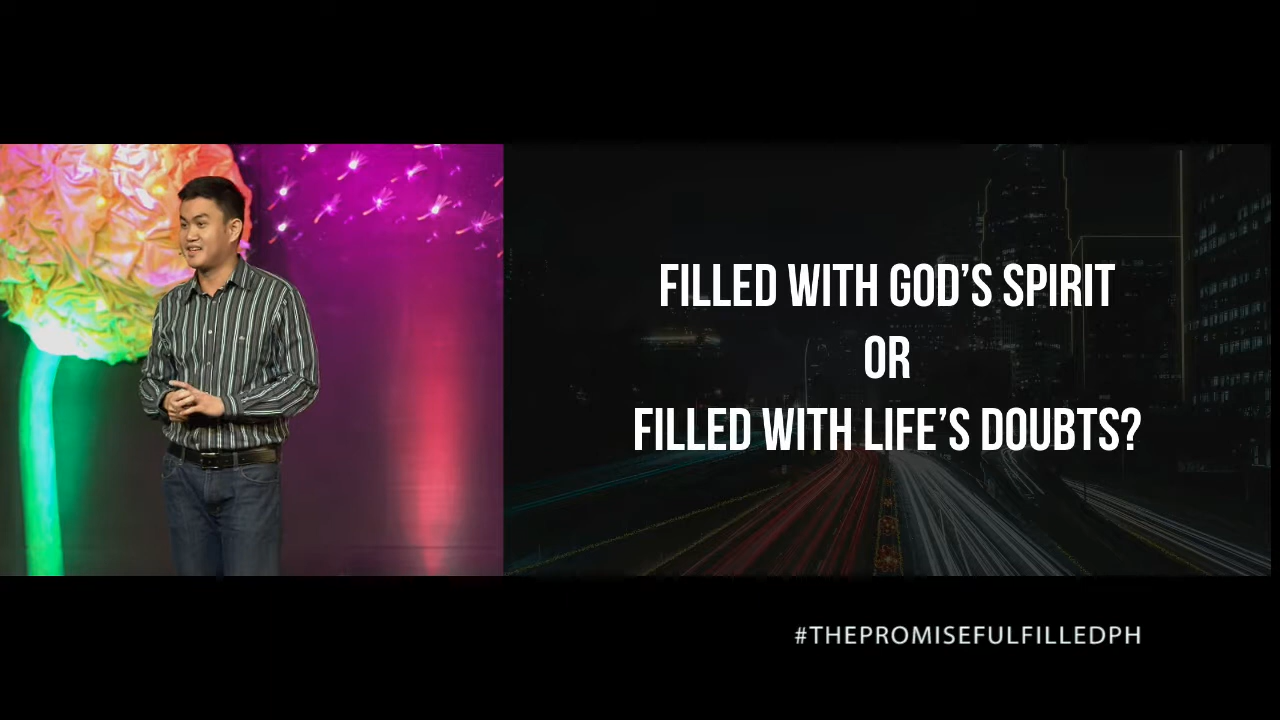 FILLED WITH GOD’S SPIRIT
OR
FILLED WITH LIFE’S DOUBTS?
#THEPROMISEFULFILLEDPH